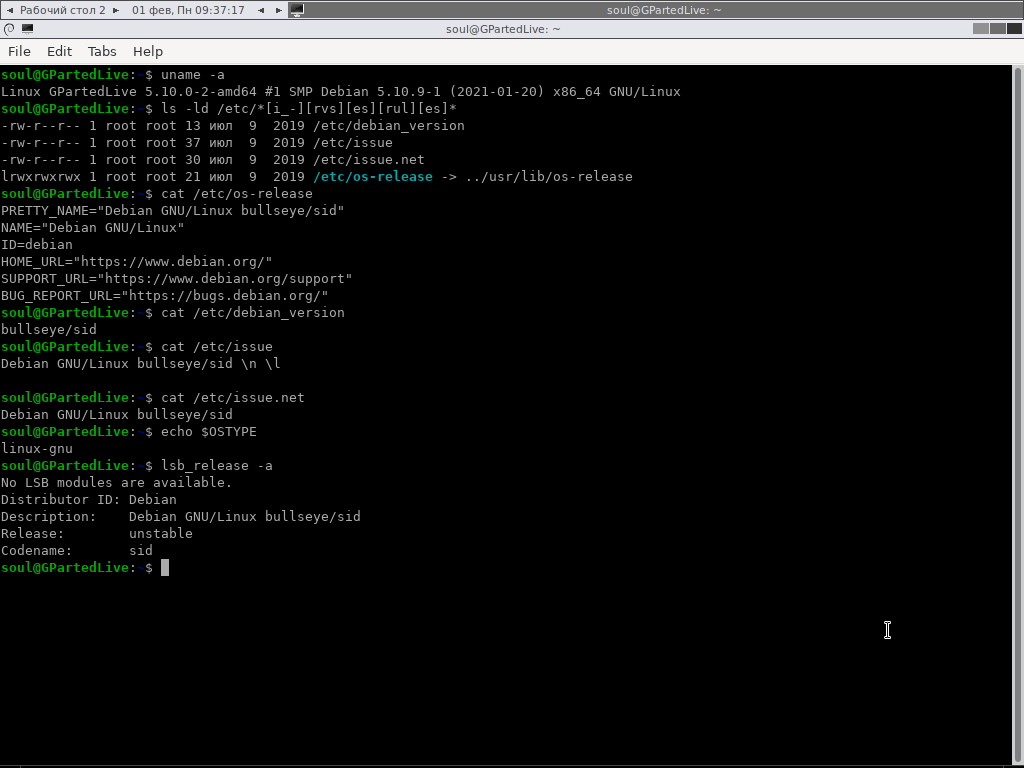 Рабочий стол 2 01 фев, Пн 09:37:17 soul@GPartedLive: ~
soul@GPartedLive: ~
File Edit Tabs Help
soul@GPartedLive:~$ uname -a
Linux GPartedLive 5.10.0-2-amd64 #1 SMP Debian 5.10.9-1 (2021-01-20) x86_64 GNU/Linux
soul@GPartedLive:~$ ls -ld /etc/*[i_-][rvs][es][rul][es]*
-rw-r--r-- 1 root root 13 июл  9  2019 /etc/debian_version
-rw-r--r-- 1 root root 37 июл  9  2019 /etc/issue
-rw-r--r-- 1 root root 30 июл  9  2019 /etc/issue.net
lrwxrwxrwx 1 root root 21 июл  9  2019 /etc/os-release -> ../usr/lib/os-release
soul@GPartedLive:~$ cat /etc/os-release
PRETTY_NAME="Debian GNU/Linux bullseye/sid"
NAME="Debian GNU/Linux"
ID=debian
HOME_URL="https://www.debian.org/"
SUPPORT_URL="https://www.debian.org/support"
BUG_REPORT_URL="https://bugs.debian.org/"
soul@GPartedLive:~$ cat /etc/debian_version
bullseye/sid
soul@GPartedLive:~$ cat /etc/issue
Debian GNU/Linux bullseye/sid \n \l
soul@GPartedLive:~$ cat /etc/issue.net
Debian GNU/Linux bullseye/sid
soul@GPartedLive:~$ echo $OSTYPE
linux-gnu
soul@GPartedLive:~$ lsb_release -a
No LSB modules are available.
Distributor ID: Debian
Description:    Debian GNU/Linux bullseye/sid
Release:        unstable
Codename:       sid
soul@GPartedLive:~$